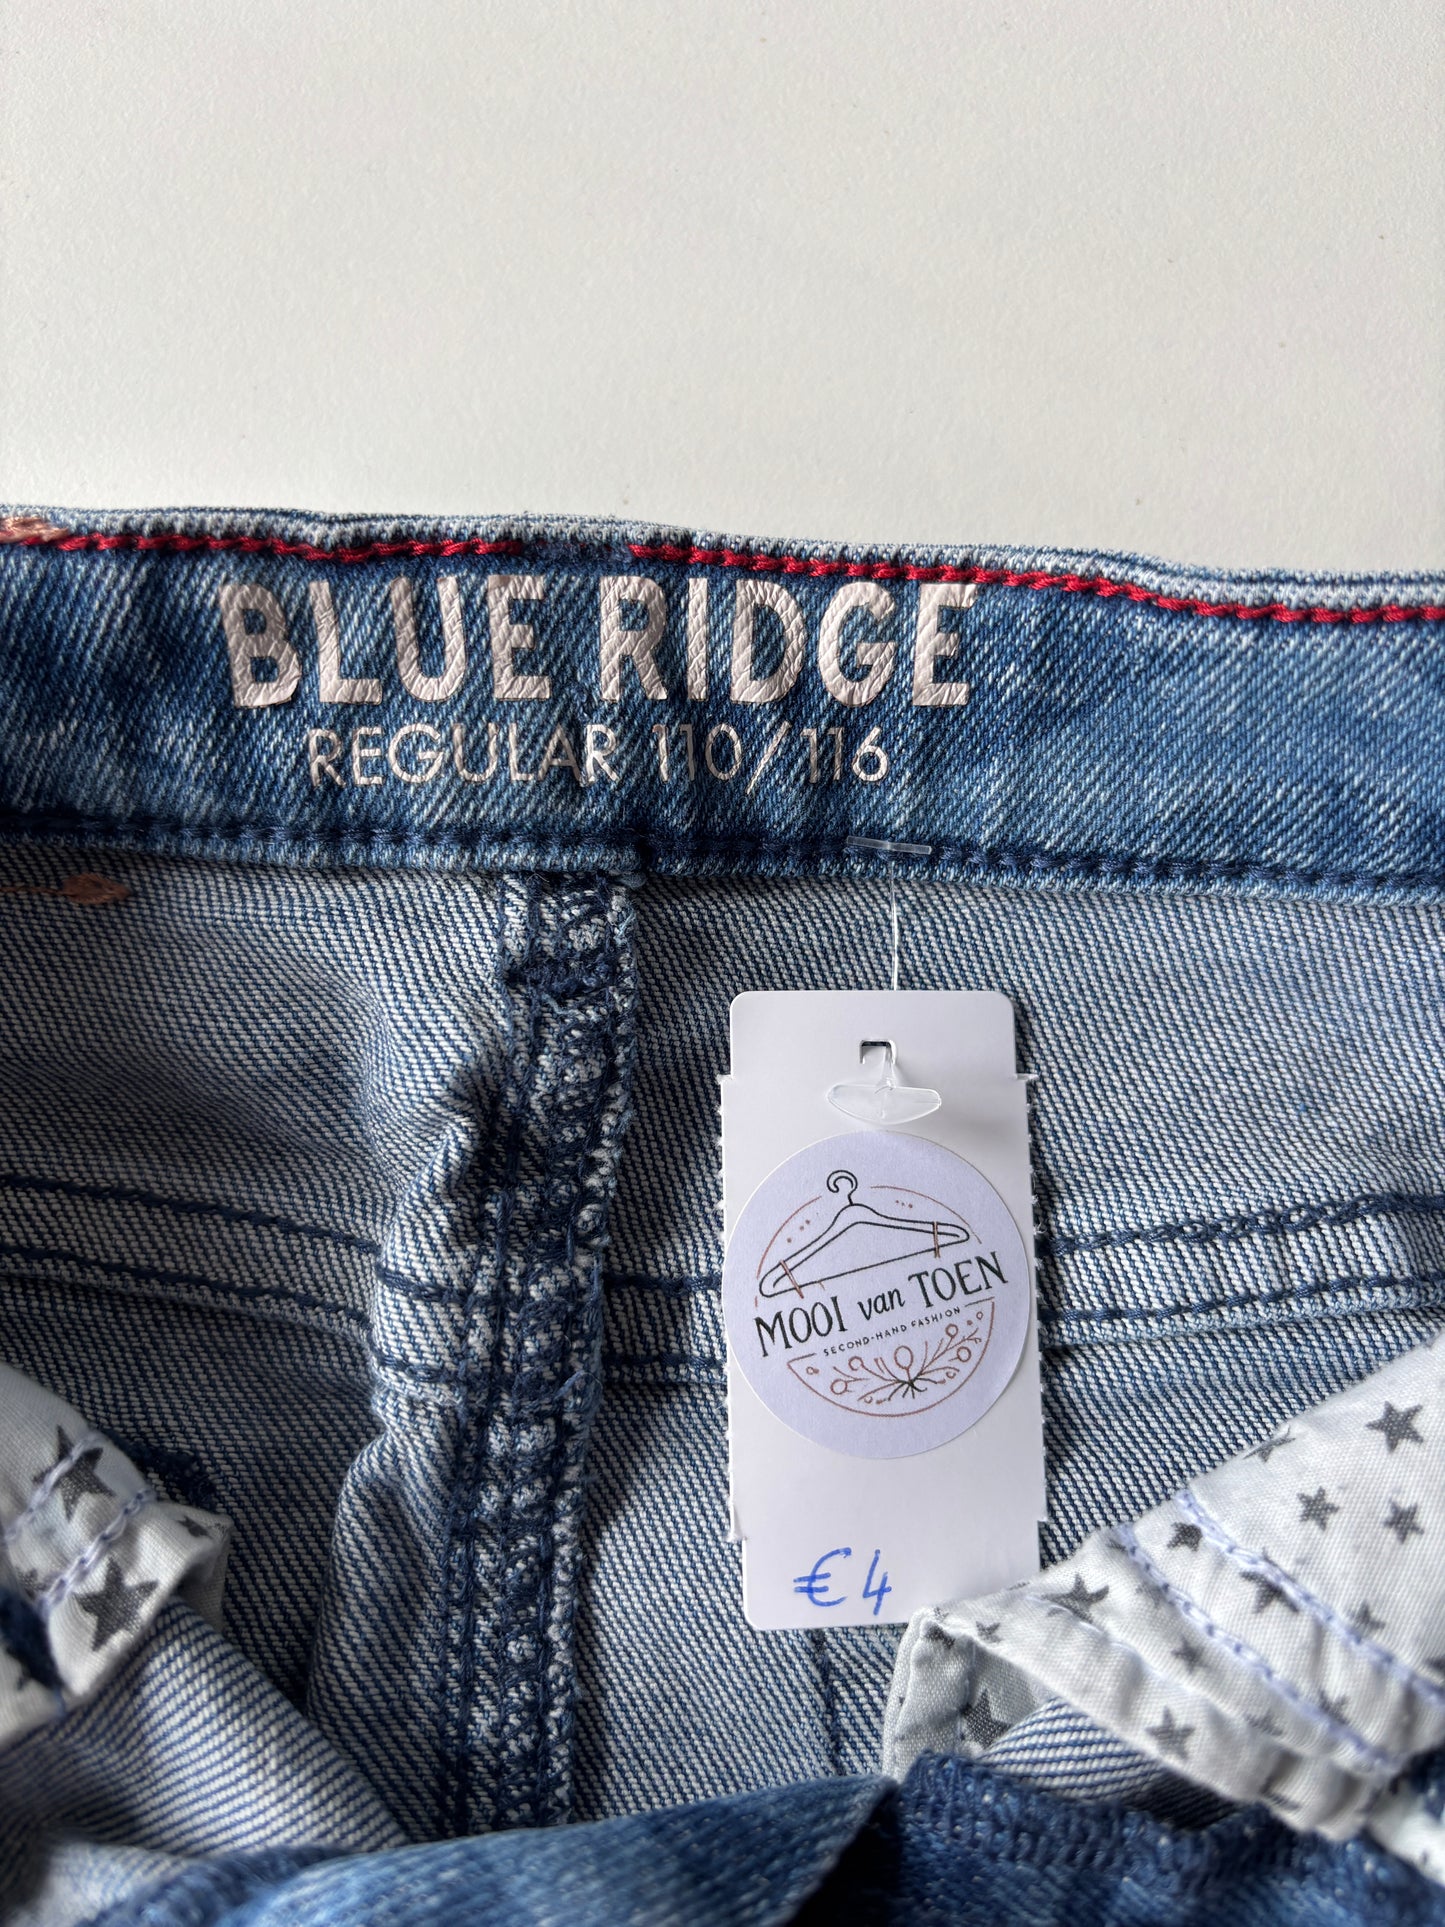 BLUE RIDGE
REGULAR 110/116
MOOI van TOEN
SECOND-HAND FASHION
€4